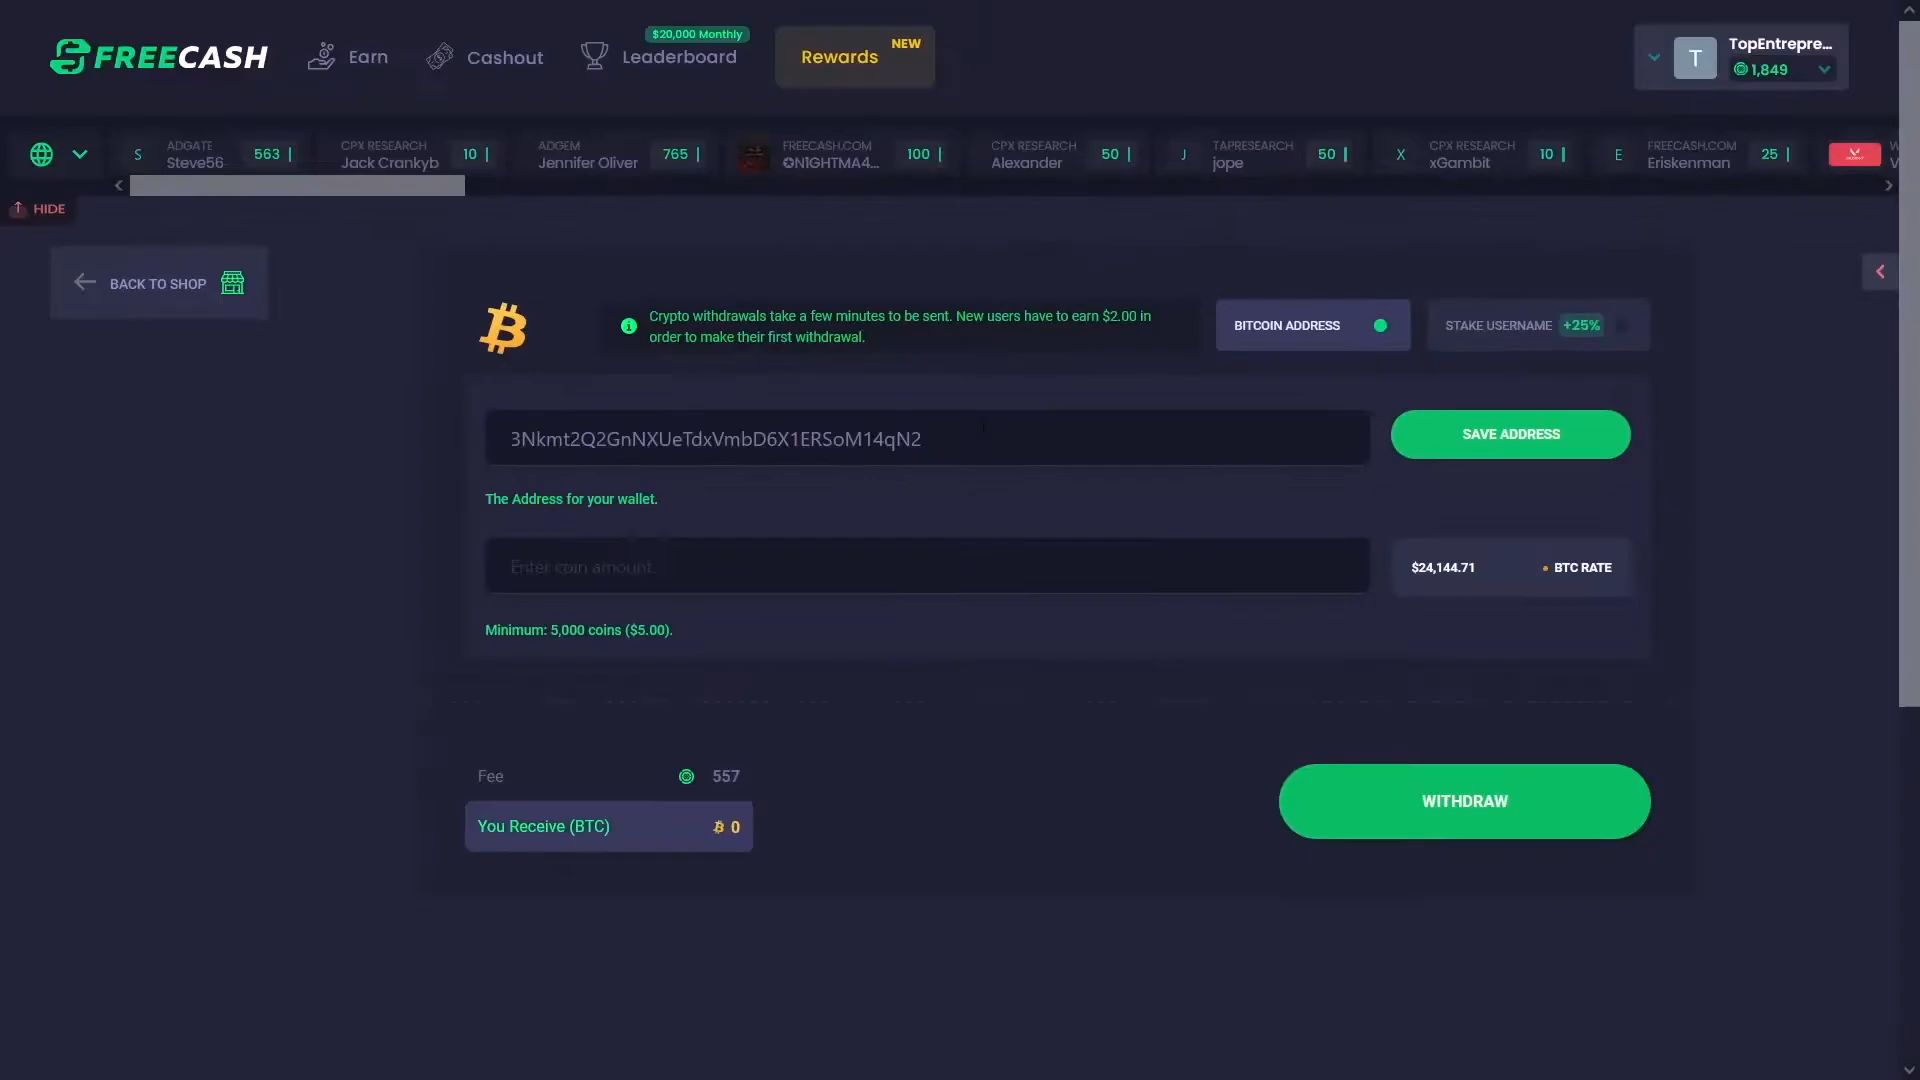 FREECASH
Earn
Cashout
$20,000 Monthly
Leaderboard
Rewards
NEW
T
TopEntrepre...
1,849
S
ADGATE
Steve56
563
CPX RESEARCH
Jack Crankyb
10
ADGEM
Jennifer Oliver
765
FREECASH.COM
✪N1GHTMA4...
100
CPX RESEARCH
Alexander
50
J
TAPRESEARCH
jope
50
X
CPX RESEARCH
xGambit
10
E
FREECASH.COM
Eriskenman
25
HIDE
BACK TO SHOP
Crypto withdrawals take a few minutes to be sent. New users have to earn $2.00 in
order to make their first withdrawal.
BITCOIN ADDRESS
STAKE USERNAME +25%
3Nkmt2Q2GnNXUeTdxVmbD6X1ERSoM14qN2
SAVE ADDRESS
The Address for your wallet.
Enter coin amount
$24,144.71
BTC RATE
Minimum: 5,000 coins ($5.00).
Fee
557
You Receive (BTC)
0
WITHDRAW